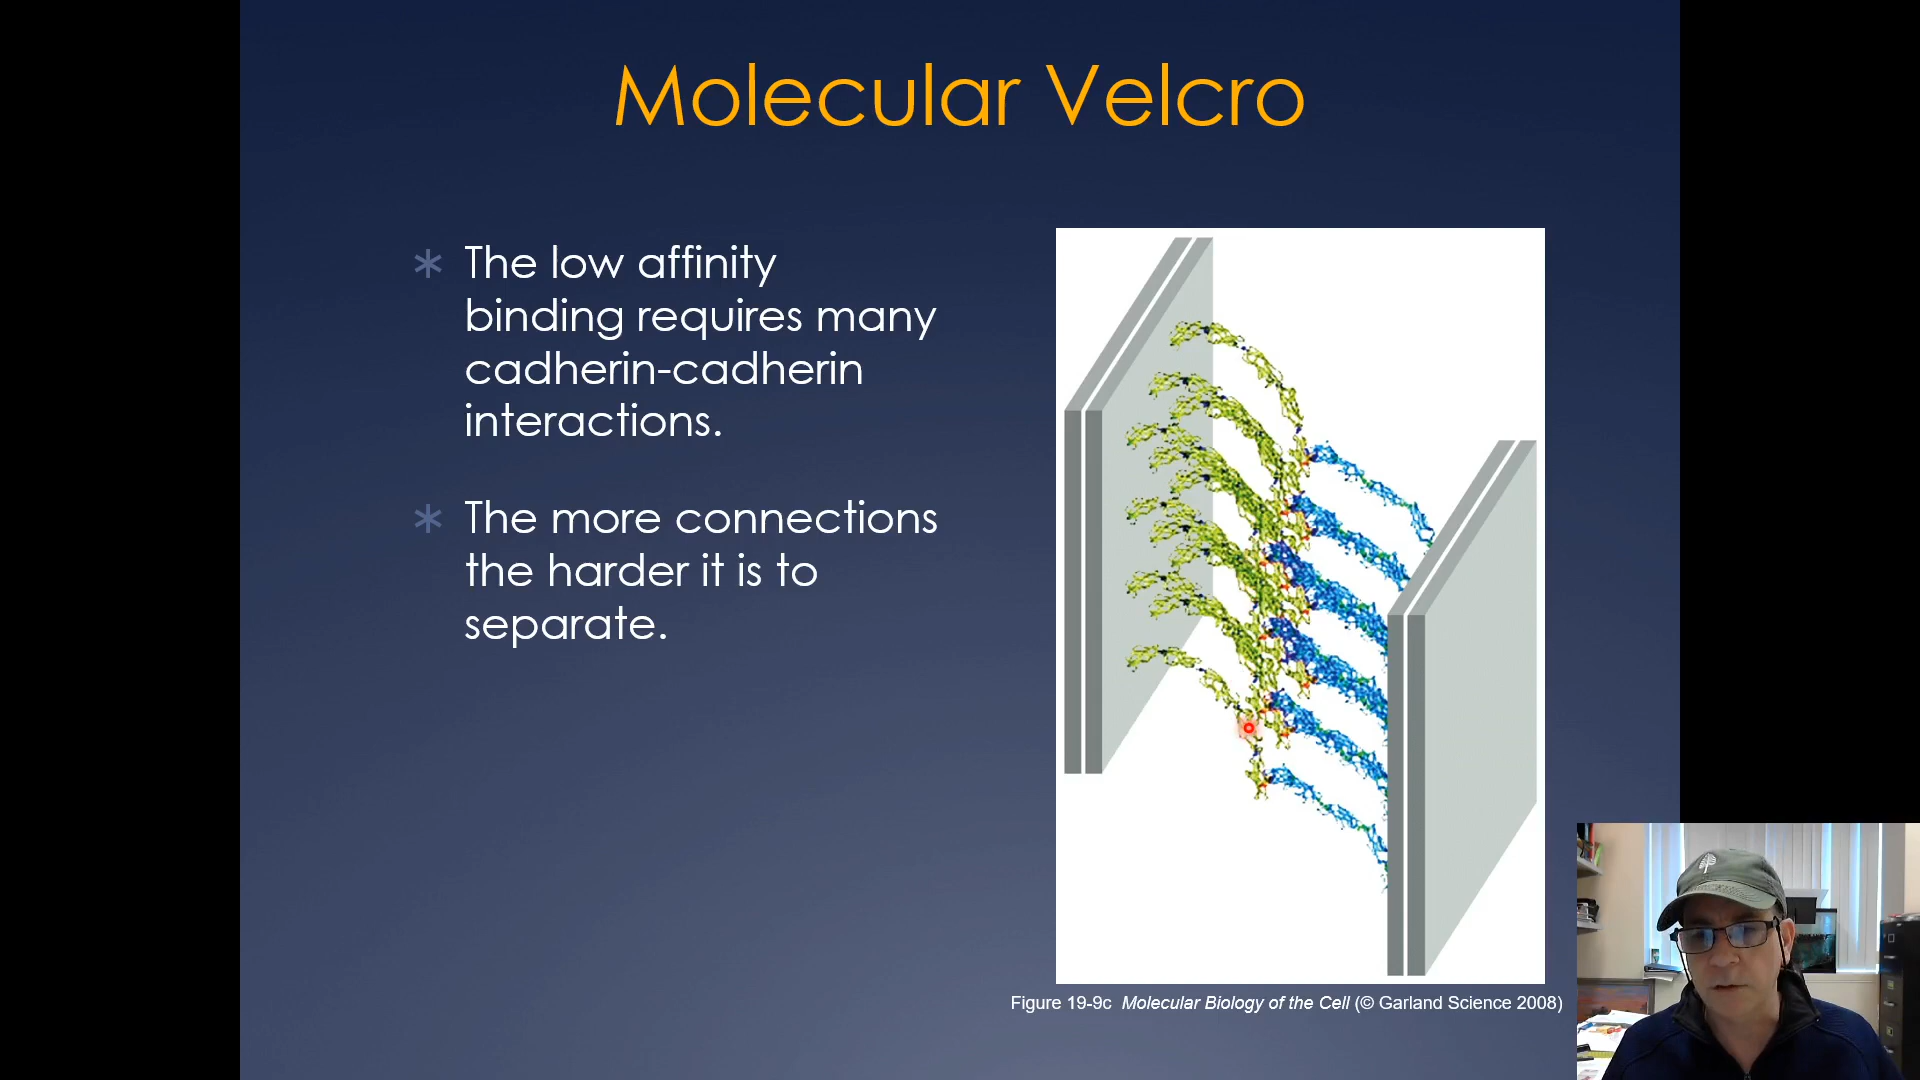 Molecular Velcro
The low affinity
binding requires many
cadherin-cadherin
interactions.
The more connections
the harder it is to
separate.
Figure 19-9c Molecular Biology of the Cell (© Garland Science 2008)